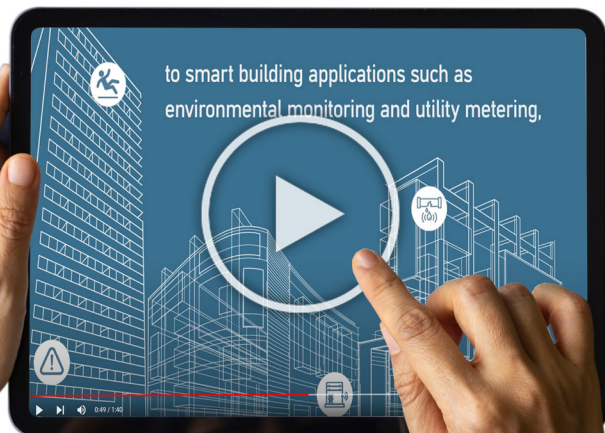 to smart building applications such as
environmental monitoring and utility metering,
0:49 / 1:40